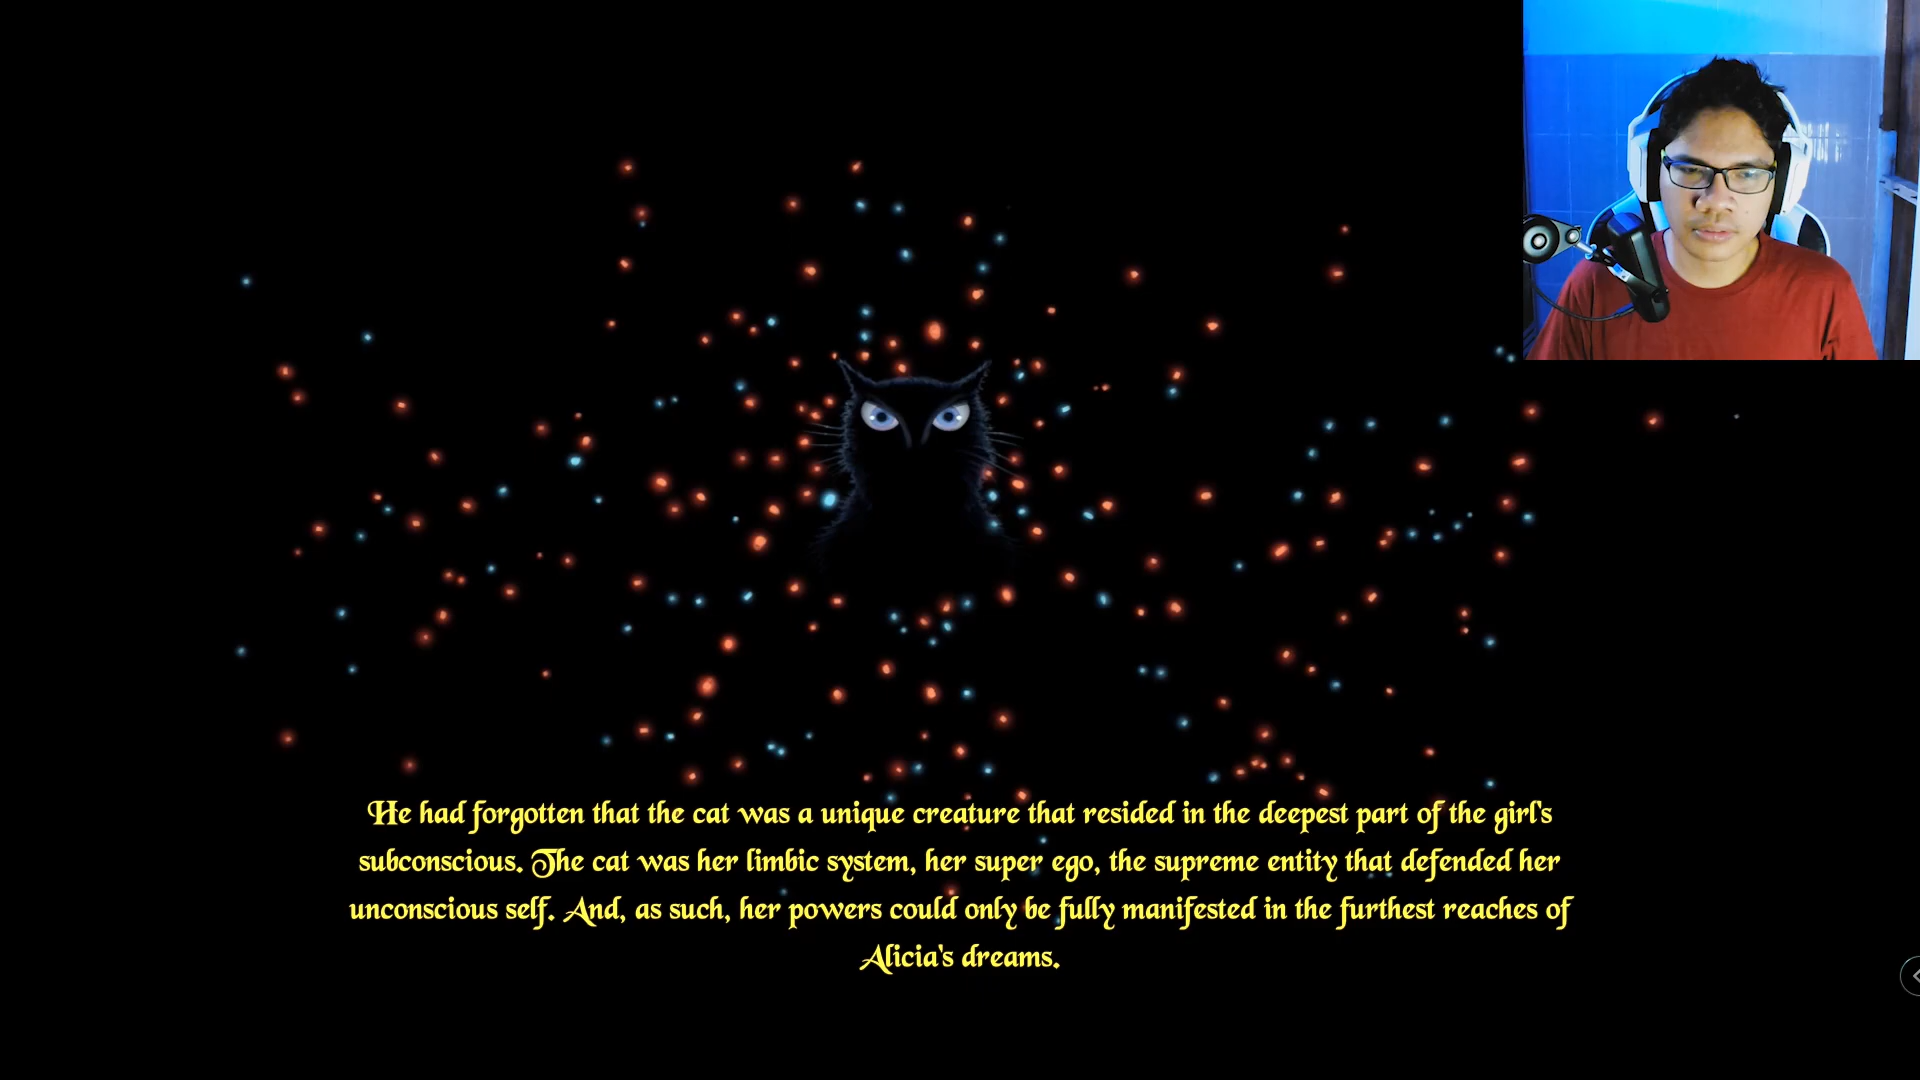 He had forgotten that the cat was a unique creature that resided in the deepest part of the girl's
subconscious. The cat was her limbic system, her super ego, the supreme entity that defended her
unconscious self. And, as such, her powers could only be fully manifested in the furthest reaches of
Alicia's dreams.